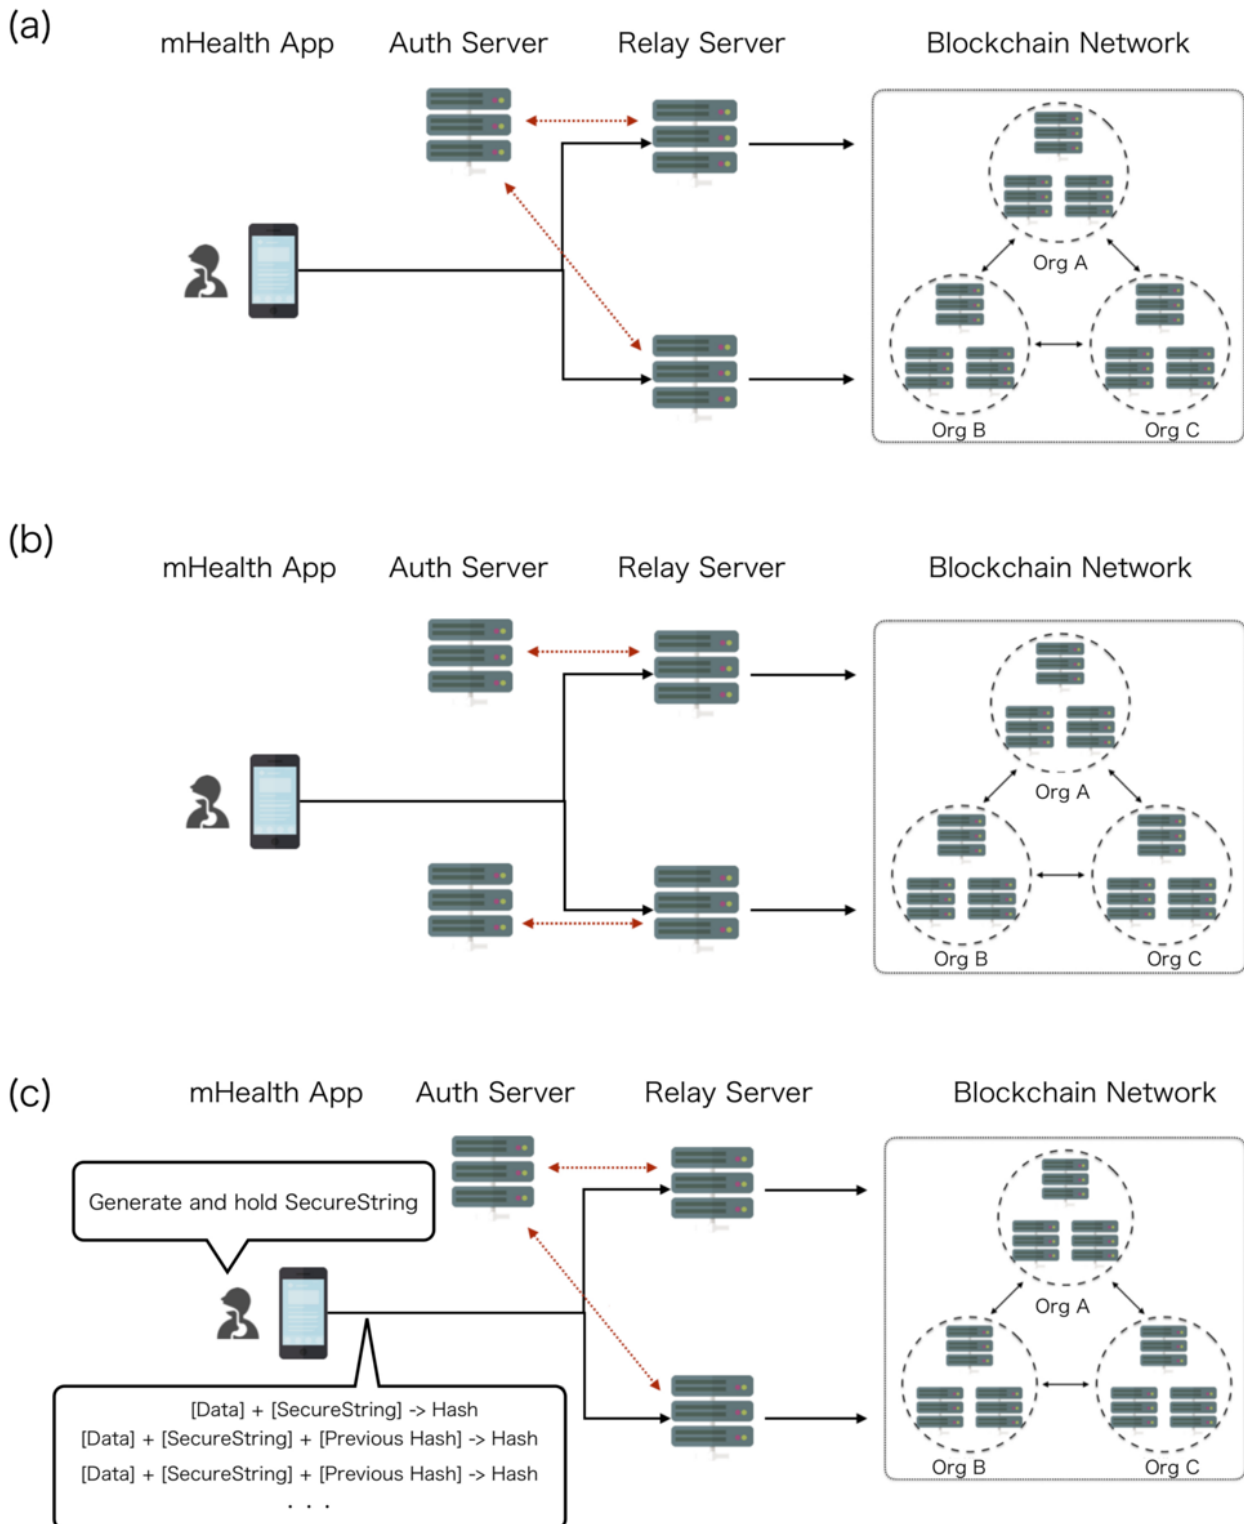 (a)
mHealth App
Auth Server
Relay Server
Blockchain Network
Org A
Org B
Org C
(b)
mHealth App
Auth Server
Relay Server
Blockchain Network
Org A
Org B
Org C
(c)
mHealth App
Auth Server
Relay Server
Blockchain Network
Generate and hold SecureString
Org A
Org B
Org C
[Data] + [SecureString] -> Hash
[Data] + [SecureString] + [Previous Hash] -> Hash
[Data] + [SecureString] + [Previous Hash] -> Hash
. . .